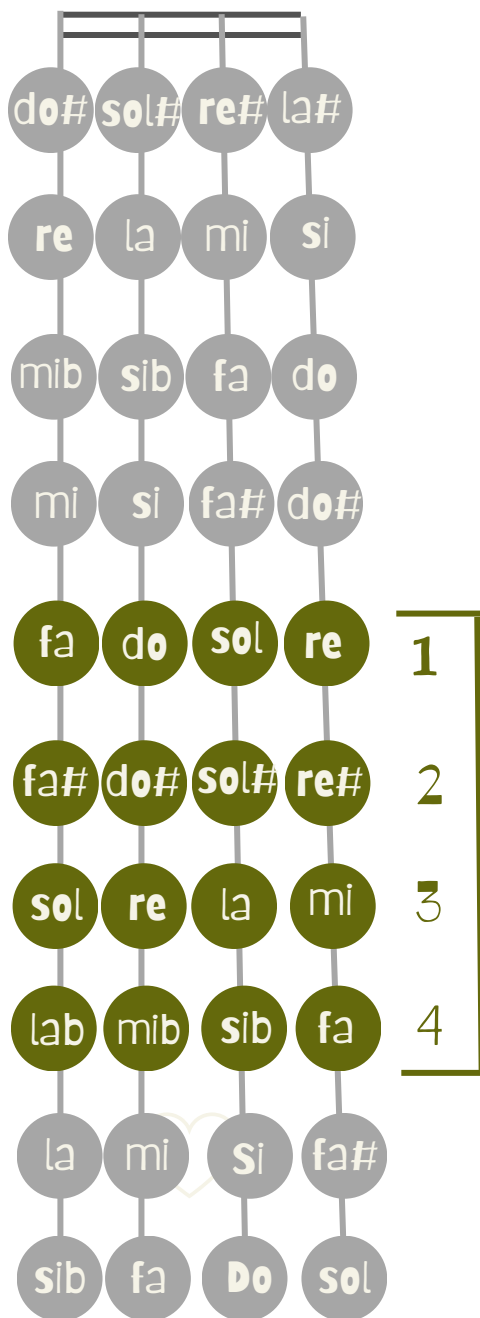 do# sol# re# la#
re la mi si
mib sib fa do
mi si fa# do#
fa do sol re 1
fa# do# sol# re# 2
sol re la mi 3
lab mib sib fa 4
la mi si fa#
sib fa Do sol